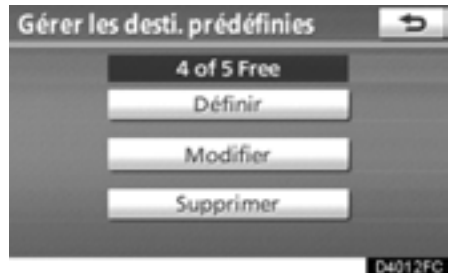 Gérer les desti. prédéfinies
4 of 5 Free
Définir
Modifier
Supprimer
D4012FC